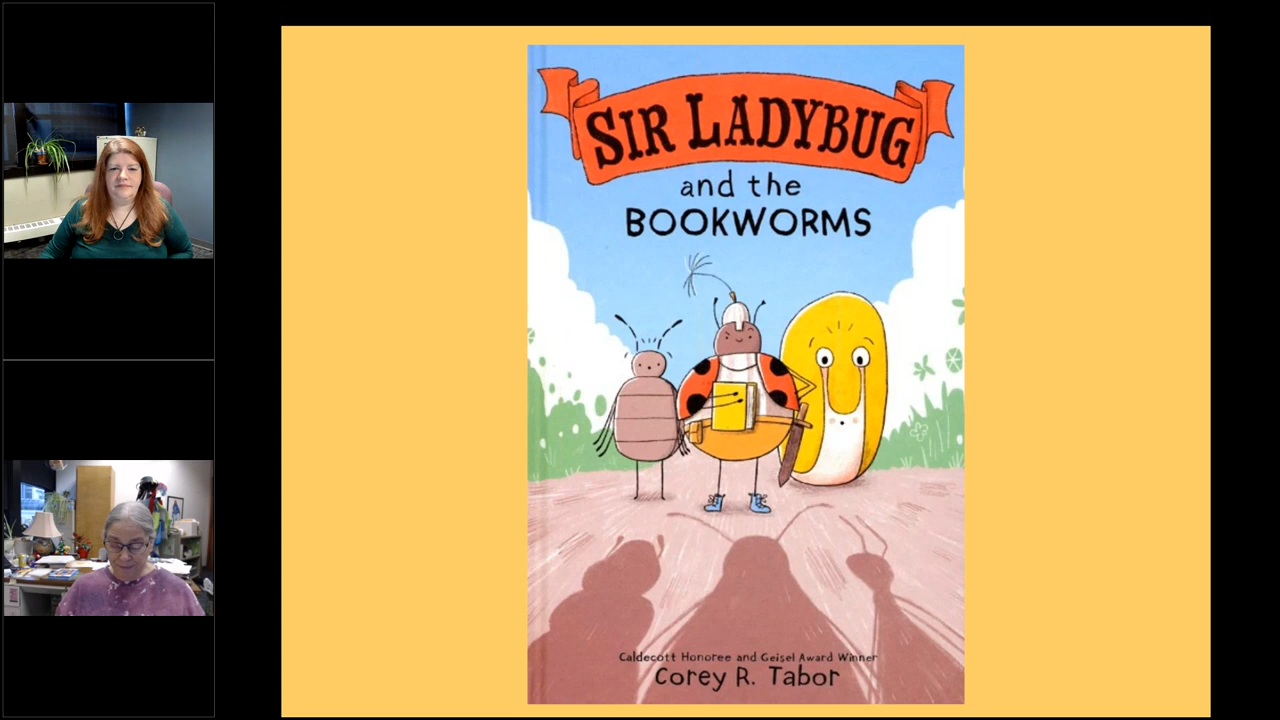 SIR LADYBUG
and the
BOOKWORMS
Caldecott Honoree and Geisel Award Winner
Corey R. Tabor